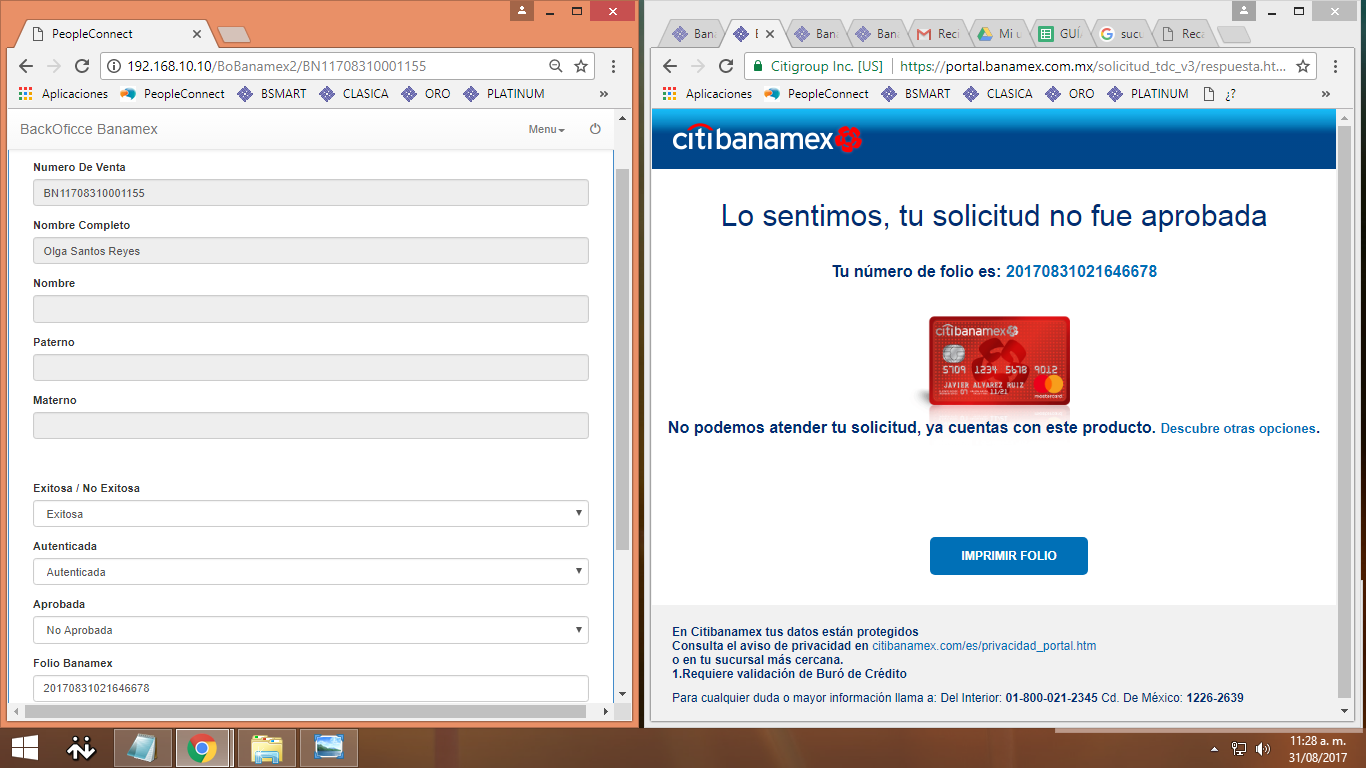 PeopleConnect
192.168.10.10/BoBanamex2/BN11708310001155
Aplicaciones PeopleConnect BSMART CLASICA ORO PLATINUM »
BackOficce Banamex Menu
Numero De Venta
BN11708310001155
Nombre Completo
Olga Santos Reyes
Nombre
Paterno
Materno
Exitosa / No Exitosa
Exitosa
Autenticada
Autenticada
Aprobada
No Aprobada
Folio Banamex
20170831021646678
Bana E Bana Bana Reci Mi u GUÍA sucu Reca
Citigroup Inc. [US] https://portal.banamex.com.mx/solicitud_tdc_v3/respuesta.ht...
Aplicaciones PeopleConnect BSMART CLASICA ORO PLATINUM ¿? »
citibanamex
Lo sentimos, tu solicitud no fue aprobada
Tu número de folio es: 20170831021646678
citibanamex
5709 1234 5678 9012
JAVIER ALVAREZ RUIZ
07 11/21
mastercard
No podemos atender tu solicitud, ya cuentas con este producto. Descubre otras opciones.
IMPRIMIR FOLIO
En Citibanamex tus datos están protegidos
Consulta el aviso de privacidad en citibanamex.com/es/privacidad_portal.htm
o en tu sucursal más cercana.
1.Requiere validación de Buró de Crédito
Para cualquier duda o mayor información llama a: Del Interior: 01-800-021-2345 Cd. De México: 1226-2639
11:28 a. m.
31/08/2017